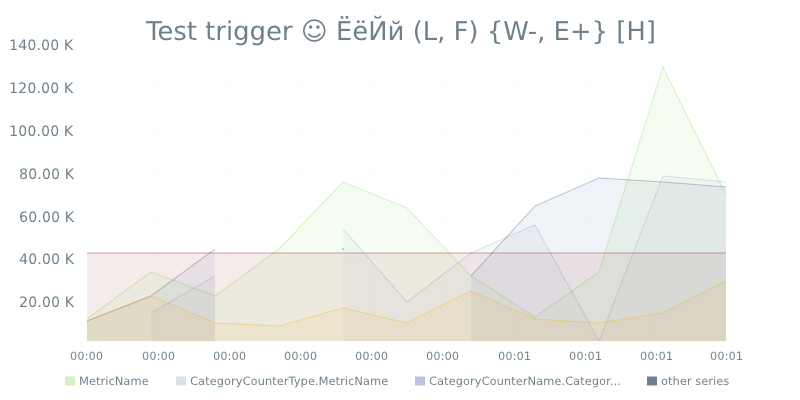 Test trigger ☺ ЁёЙй (L, F) {W-, E+} [H]
140.00 K
120.00 K
100.00 K
80.00 K
60.00 K
40.00 K
20.00 K
00:00 00:00 00:00 00:00 00:00 00:00 00:01 00:01 00:01 00:01
MetricName CategoryCounterType.MetricName CategoryCounterName.Categor... other series